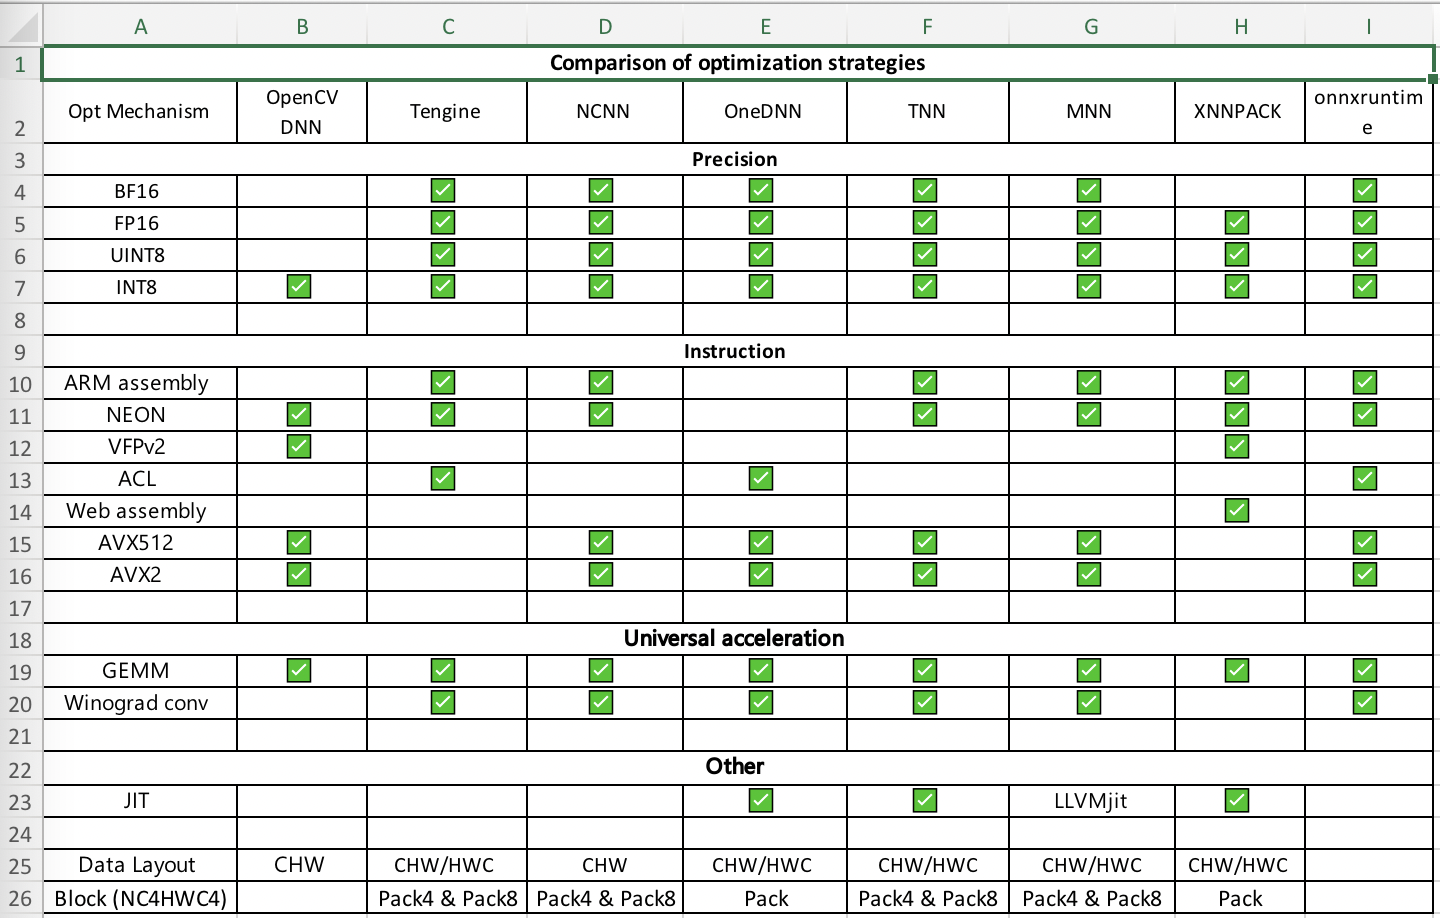 A B C D E F G H I
1 Comparison of optimization strategies
2 Opt Mechanism OpenCV DNN Tengine NCNN OneDNN TNN MNN XNNPACK onnxruntim e
3 Precision
4 BF16
5 FP16
6 UINT8
7 INT8
8
9 Instruction
10 ARM assembly
11 NEON
12 VFPv2
13 ACL
14 Web assembly
15 AVX512
16 AVX2
17
18 Universal acceleration
19 GEMM
20 Winograd conv
21
22 Other
23 JIT LLVMjit
24
25 Data Layout CHW CHW/HWC CHW CHW/HWC CHW/HWC CHW/HWC CHW/HWC
26 Block (NC4HWC4) Pack4 & Pack8 Pack4 & Pack8 Pack Pack4 & Pack8 Pack4 & Pack8 Pack